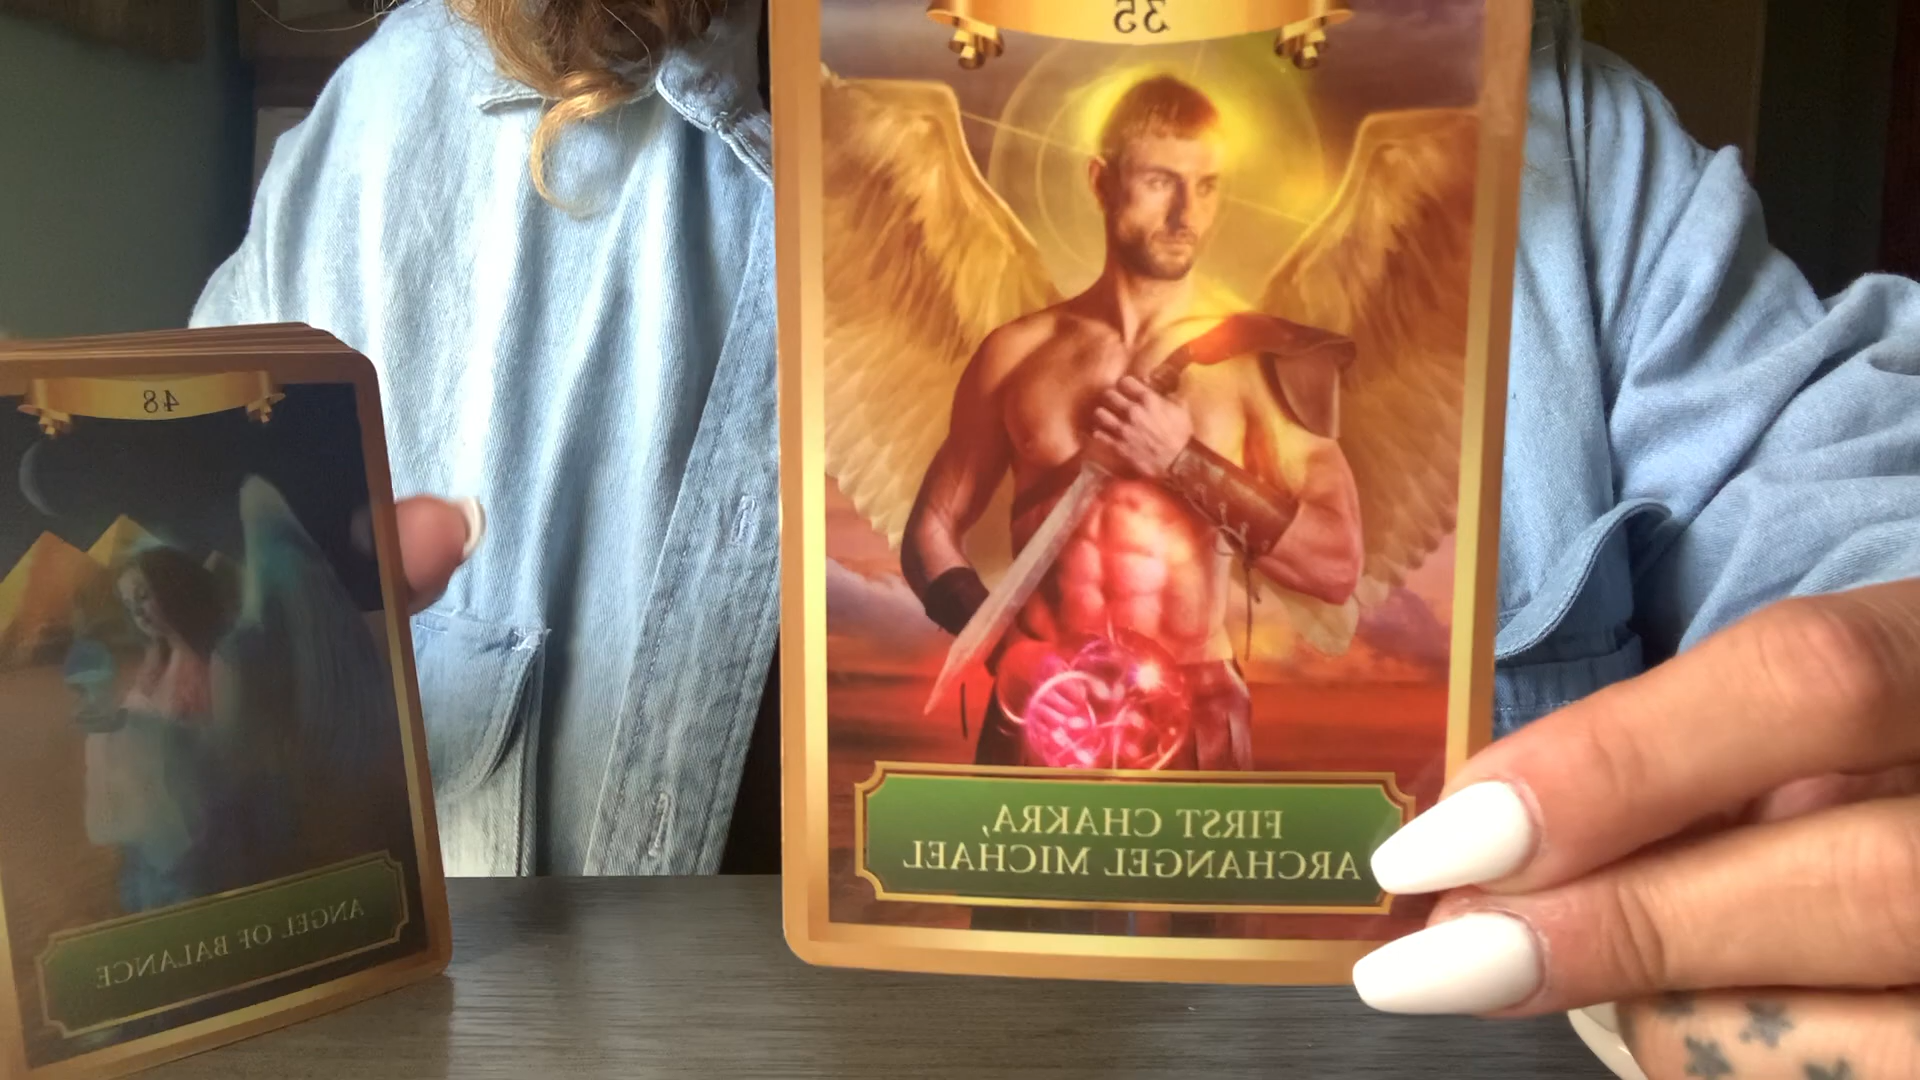 48
ANGEL OF BALANCE
35
FIRST CHAKRA,
ARCHANGEL MICHAEL